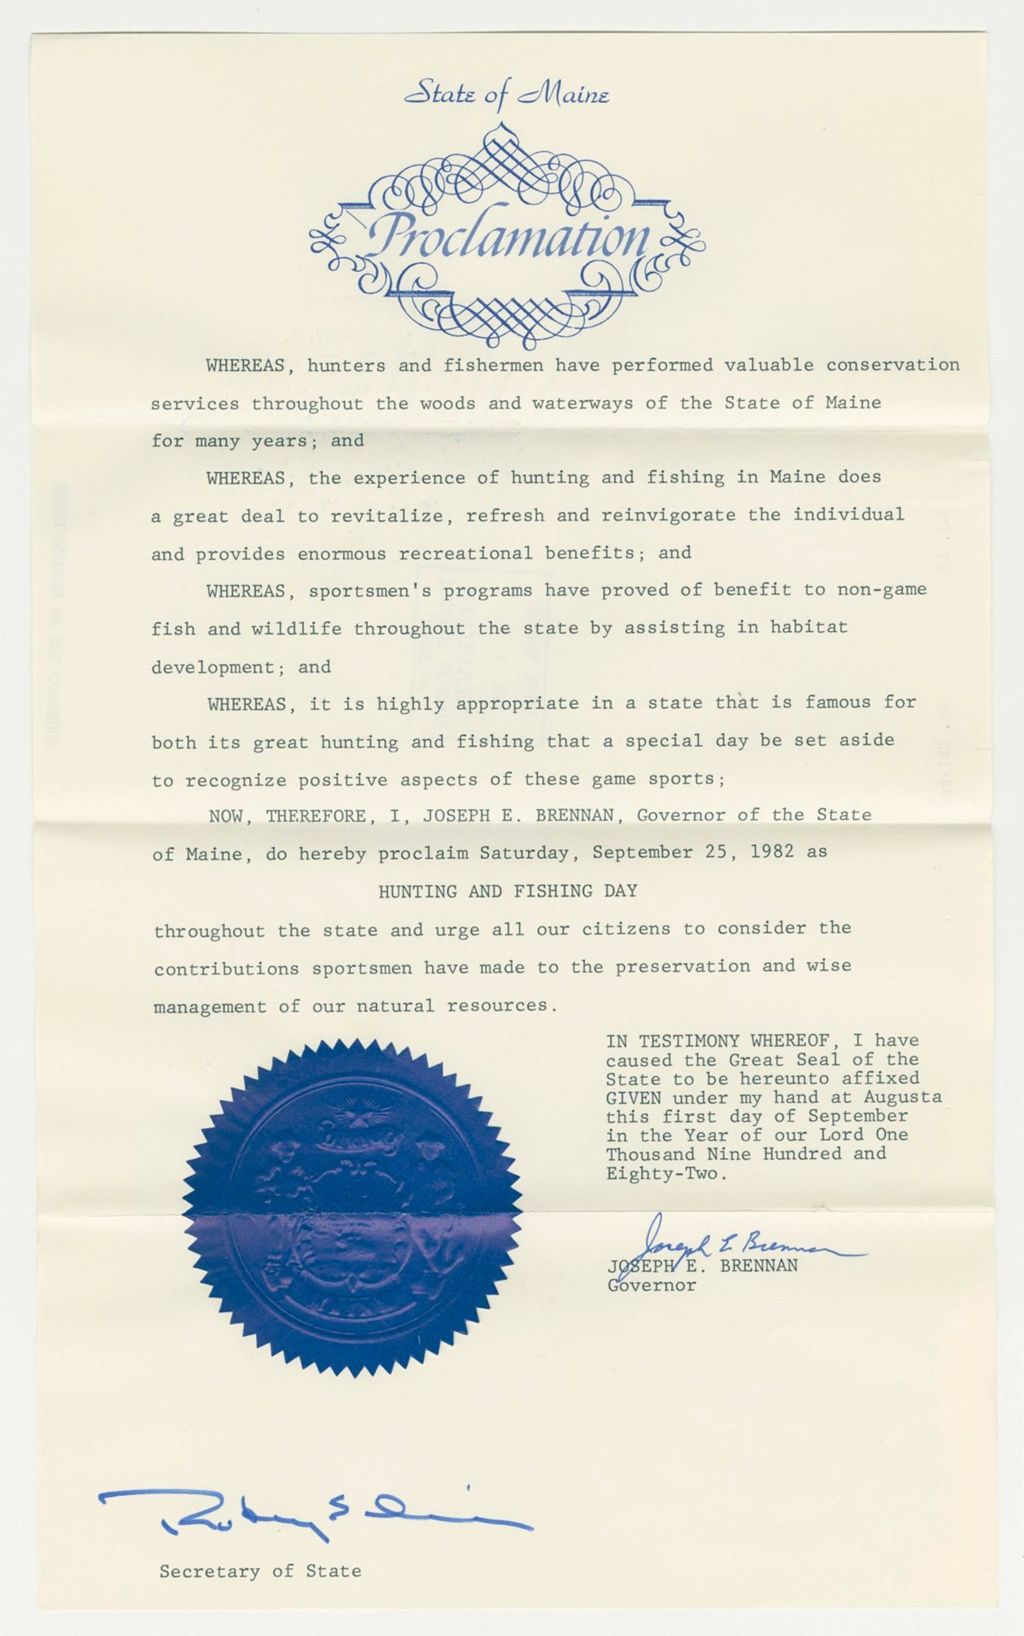 State of Maine
Proclamation
WHEREAS, hunters and fishermen have performed valuable conservation
services throughout the woods and waterways of the State of Maine
for many years; and
WHEREAS, the experience of hunting and fishing in Maine does
a great deal to revitalize, refresh and reinvigorate the individual
and provides enormous recreational benefits; and
WHEREAS, sportsmen's programs have proved of benefit to non-game
fish and wildlife throughout the state by assisting in habitat
development; and
WHEREAS, it is highly appropriate in a state that is famous for
both its great hunting and fishing that a special day be set aside
to recognize positive aspects of these game sports;
NOW, THEREFORE, I, JOSEPH E. BRENNAN, Governor of the State
of Maine, do hereby proclaim Saturday, September 25, 1982 as
HUNTING AND FISHING DAY
throughout the state and urge all our citizens to consider the
contributions sportsmen have made to the preservation and wise
management of our natural resources.
IN TESTIMONY WHEREOF, I have
caused the Great Seal of the
State to be hereunto affixed
GIVEN under my hand at Augusta
this first day of September
in the Year of our Lord One
Thousand Nine Hundred and
Eighty-Two.
Dirigo
MAINE
Joseph E Brennan
JOSEPH E. BRENNAN
Governor
Secretary of State